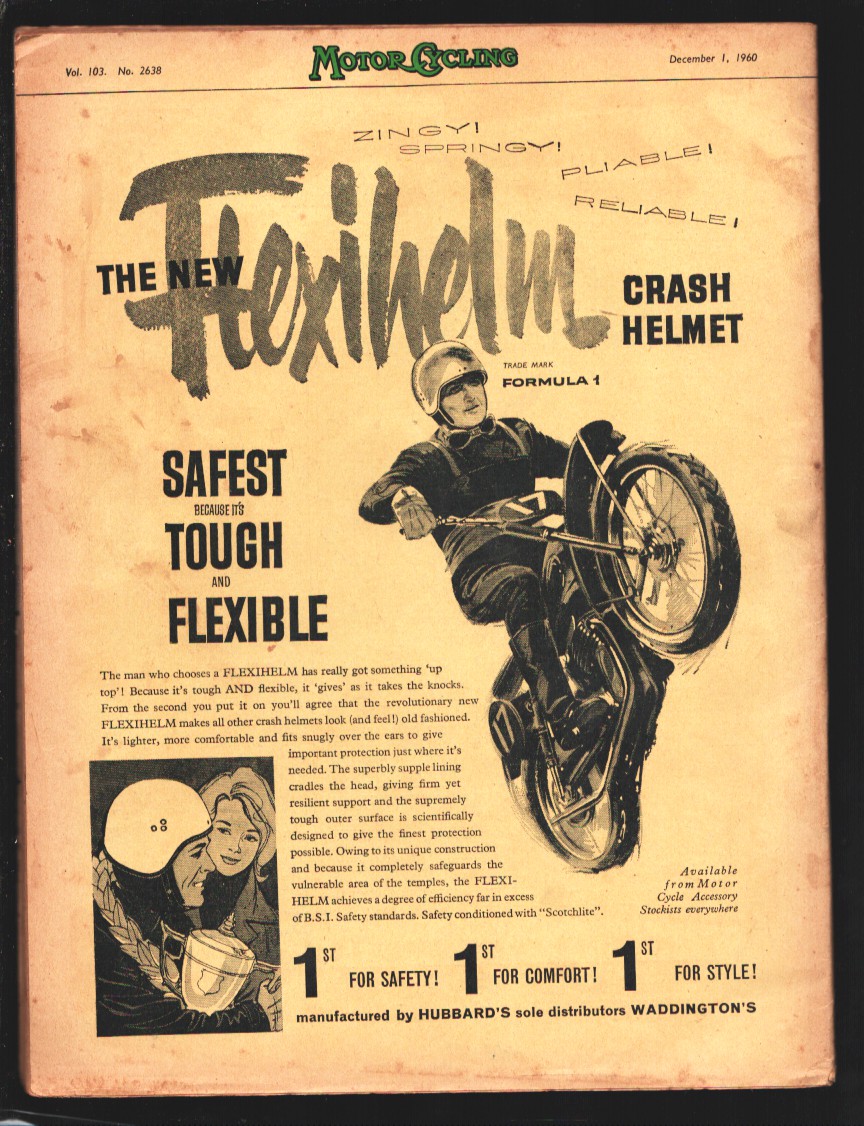 Vol. 103. No. 2638
MOTOR CYCLING
December 1, 1960
ZINGY!
SPRINGY!
PLIABLE!
RELIABLE!
THE NEW
Flexihelm
CRASH
HELMET
TRADE MARK
FORMULA 1
17
SAFEST
BECAUSE IT'S
TOUGH
AND
FLEXIBLE
The man who chooses a FLEXIHELM has really got something ‘up
top’! Because it’s tough AND flexible, it ‘gives’ as it takes the knocks.
From the second you put it on you’ll agree that the revolutionary new
FLEXIHELM makes all other crash helmets look (and feel!) old fashioned.
It’s lighter, more comfortable and fits snugly over the ears to give
important protection just where it’s
needed. The superbly supple lining
cradles the head, giving firm yet
resilient support and the supremely
tough outer surface is scientifically
designed to give the finest protection
possible. Owing to its unique construction
and because it completely safeguards the
vulnerable area of the temples, the FLEXI-
HELM achieves a degree of efficiency far in excess
of B.S.I. Safety standards. Safety conditioned with “Scotchlite”.
Available
from Motor
Cycle Accessory
Stockists everywhere
1ST FOR SAFETY! 1ST FOR COMFORT! 1ST FOR STYLE!
manufactured by HUBBARD'S sole distributors WADDINGTON'S